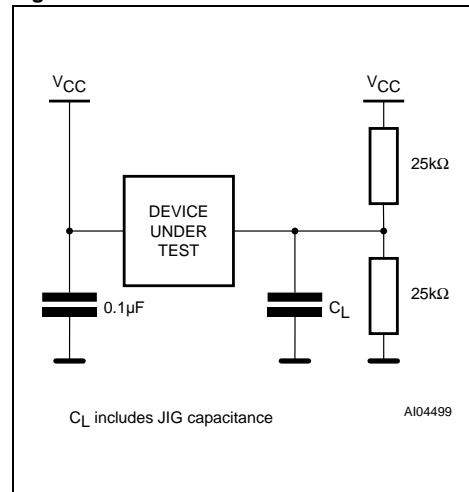 VCC
VCC
25kΩ
DEVICE
UNDER
TEST
0.1µF
CL
25kΩ
CL includes JIG capacitance
AI04499